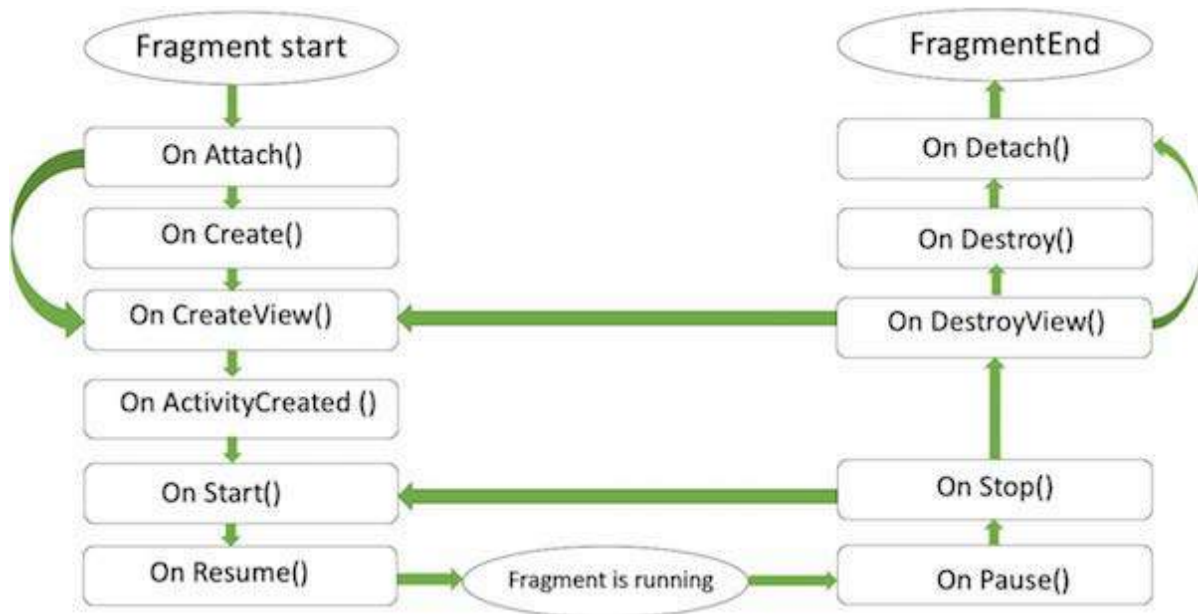 Fragment start
On Attach()
On Create()
On CreateView()
On ActivityCreated ()
On Start()
On Resume()
Fragment is running
On Pause()
On Stop()
On DestroyView()
On Destroy()
On Detach()
FragmentEnd